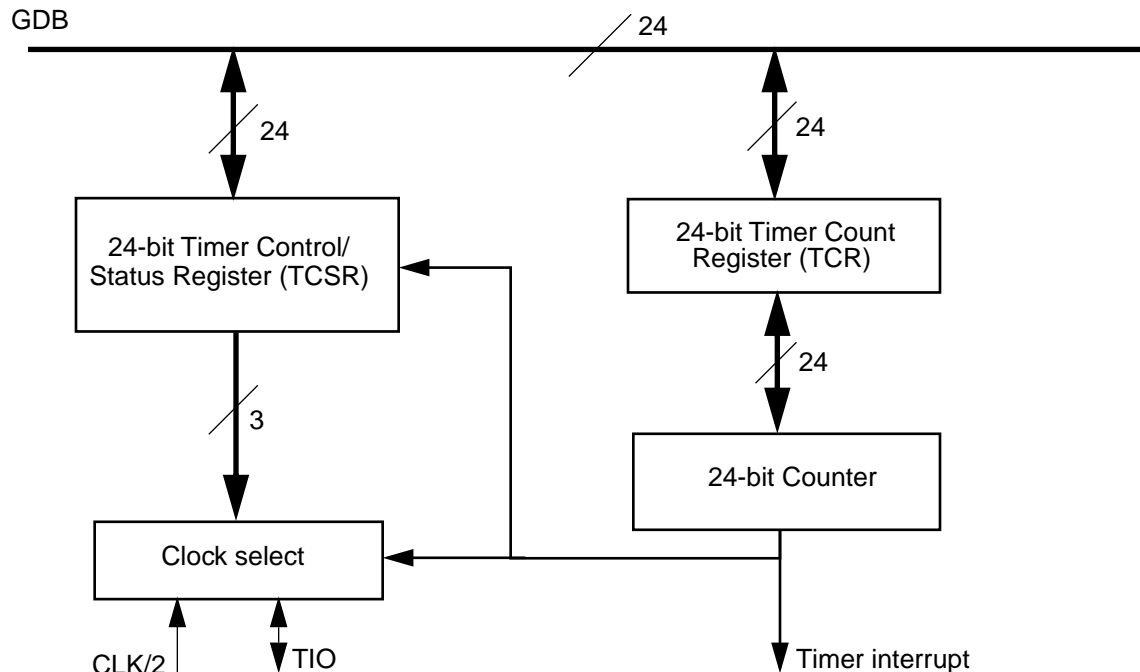 GDB
24
24
24
24-bit Timer Control/
Status Register (TCSR)
24-bit Timer Count
Register (TCR)
24
3
24-bit Counter
Clock select
CLK/2
TIO
Timer interrupt